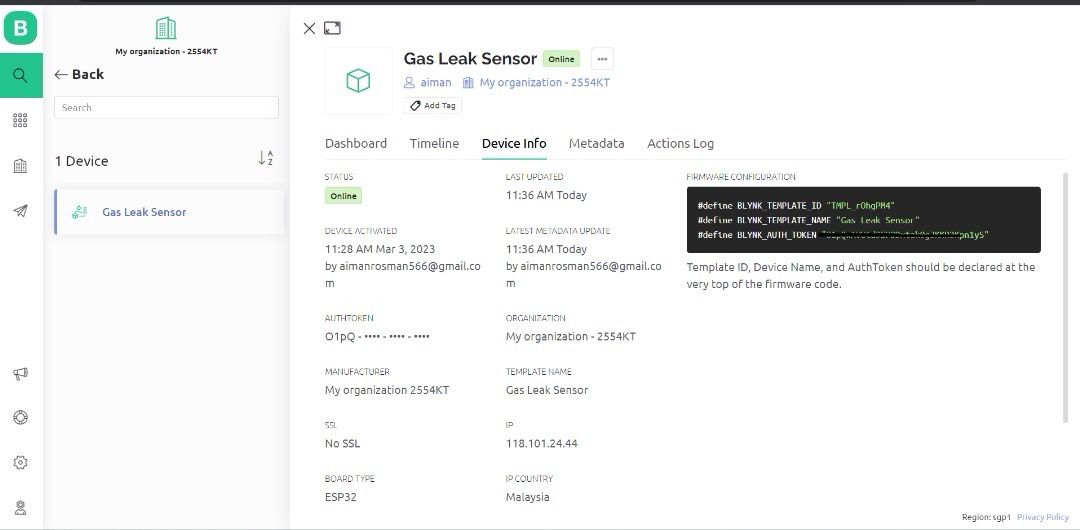 B
My organization - 2554KT
Back
Search
1 Device
A
Z
Gas Leak Sensor
Gas Leak Sensor
Online
aiman
My organization - 2554KT
Add Tag
Dashboard
Timeline
Device Info
Metadata
Actions Log
STATUS
Online
DEVICE ACTIVATED
11:28 AM Mar 3, 2023
by aimanrosman566@gmail.co
m
AUTHTOKEN
O1pQ - •••• - •••• - ••••
MANUFACTURER
My organization 2554KT
SSL
No SSL
BOARD TYPE
ESP32
LAST UPDATED
11:36 AM Today
LATEST METADATA UPDATE
11:36 AM Today
by aimanrosman566@gmail.co
m
ORGANIZATION
My organization - 2554KT
TEMPLATE NAME
Gas Leak Sensor
IP
118.101.24.44
IP COUNTRY
Malaysia
FIRMWARE CONFIGURATION
#define BLYNK_TEMPLATE_ID "TMPL_rOhgPM4"
#define BLYNK_TEMPLATE_NAME "Gas Leak Sensor"
#define BLYNK_AUTH_TOKEN
Template ID, Device Name, and AuthToken should be declared at the
very top of the firmware code.
Region: sgp1
Privacy Policy